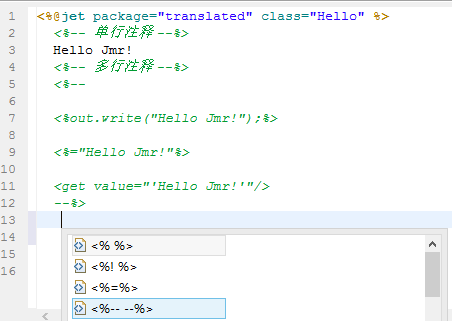 1 <%@jet package="translated" class="Hello" %>
2 <%-- 单行注释 --%>
3 Hello Jmr!
4 <%-- 多行注释 --%>
5 <%--
6
7 <%out.write("Hello Jmr!");%>
8
9 <%="Hello Jmr!"%>
10
11 <get value="'Hello Jmr!'"/>
12 --%>
13
14
15
16
<% %>
<%! %>
<%=%>
<%-- --%>